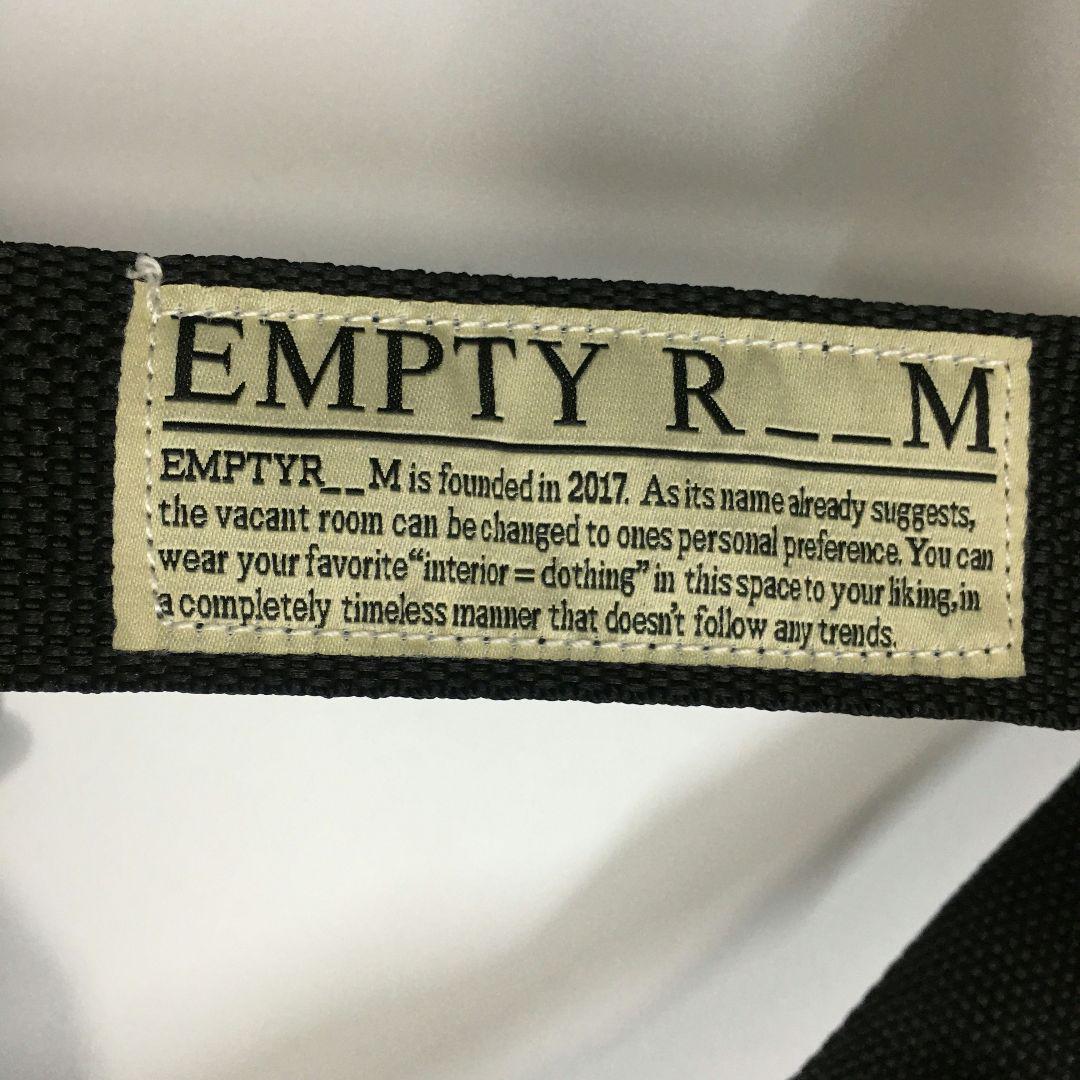 EMPTY R__M
EMPTYR__M is founded in 2017. As its name already suggests,
the vacant room can be changed to ones personal preference. You can
wear your favorite “interior = clothing” in this space to your liking, in
a completely timeless manner that doesn't follow any trends.